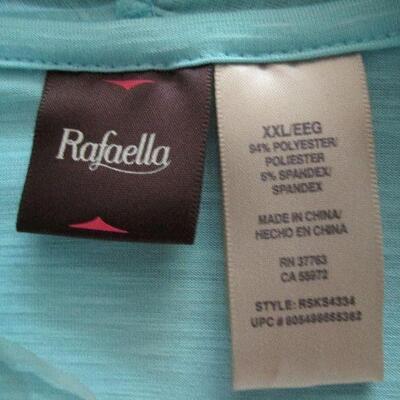 Rafaella
XXL/EEG
94% POLYESTER/
POLIESTER
6% SPANDEX/
SPANDEX
MADE IN CHINA/
HECHO EN CHINA
RN 37763
CA 55972
STYLE: RSKS4334
UPC #